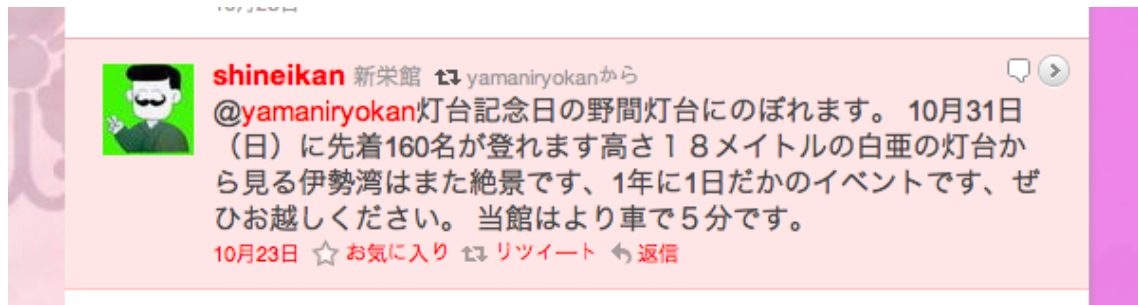 shineikan 新栄館 yamaniryokanから
@yamaniryokan灯台記念日の野間灯台にのぼれます。 10月31日
（日）に先着160名が登れます高さ１８メイトルの白亜の灯台か
ら見る伊勢湾はまた絶景です、1年に1日だかのイベントです、ぜ
ひお越しください。 当館はより車で５分です。
10月23日 お気に入り リツイート 返信